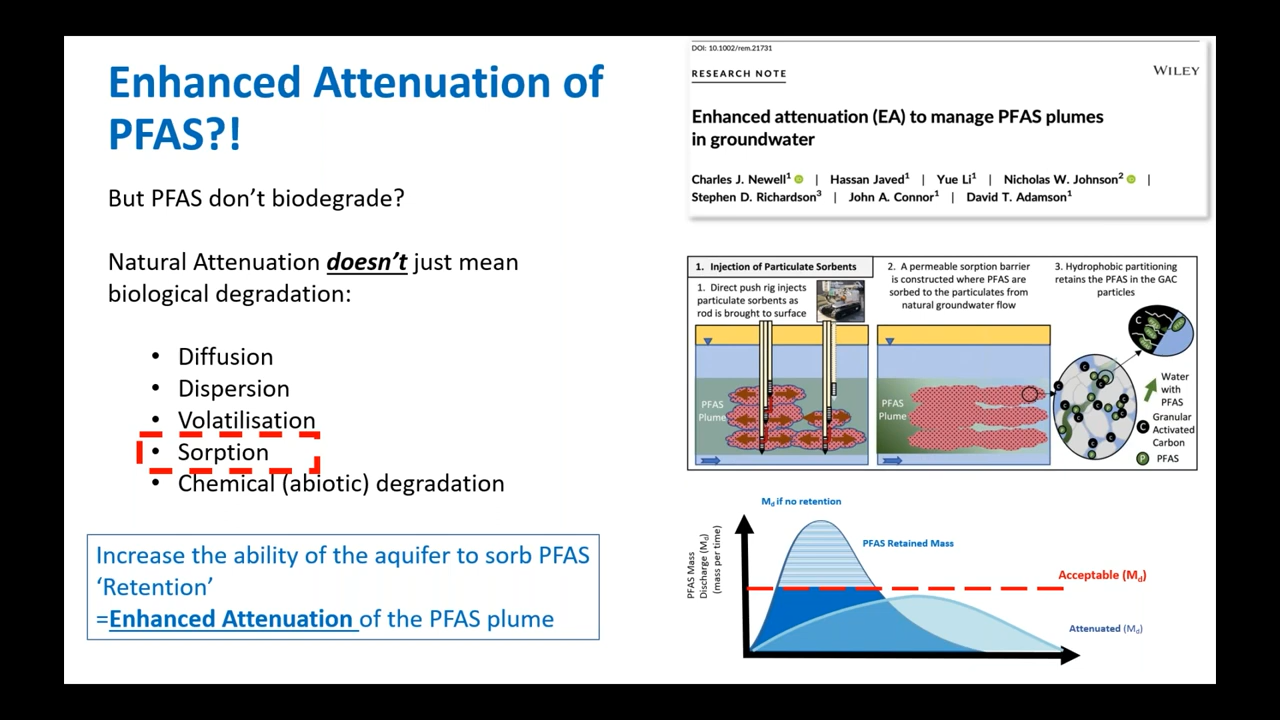 Enhanced Attenuation of
PFAS?!
But PFAS don’t biodegrade?
Natural Attenuation doesn’t just mean
biological degradation:
• Diffusion
• Dispersion
• Volatilisation
• Sorption
• Chemical (abiotic) degradation
Increase the ability of the aquifer to sorb PFAS
‘Retention’
=Enhanced Attenuation of the PFAS plume
DOI: 10.1002/rem.21731
RESEARCH NOTE
WILEY
Enhanced attenuation (EA) to manage PFAS plumes
in groundwater
Charles J. Newell1 | Hassan Javed1 | Yue Li1 | Nicholas W. Johnson2 |
Stephen D. Richardson3 | John A. Connor1 | David T. Adamson1
1. Injection of Particulate Sorbents
1. Direct push rig injects
particulate sorbents as
rod is brought to surface
PFAS
Plume
2. A permeable sorption barrier
is constructed where PFAS are
sorbed to the particulates from
natural groundwater flow
PFAS
Plume
3. Hydrophobic partitioning
retains the PFAS in the GAC
particles
C
Water
with
PFAS
C Granular
Activated
Carbon
P PFAS
Md if no retention
PFAS Mass
Discharge (Md)
(mass per time)
PFAS Retained Mass
Acceptable (Md)
Attenuated (Md)